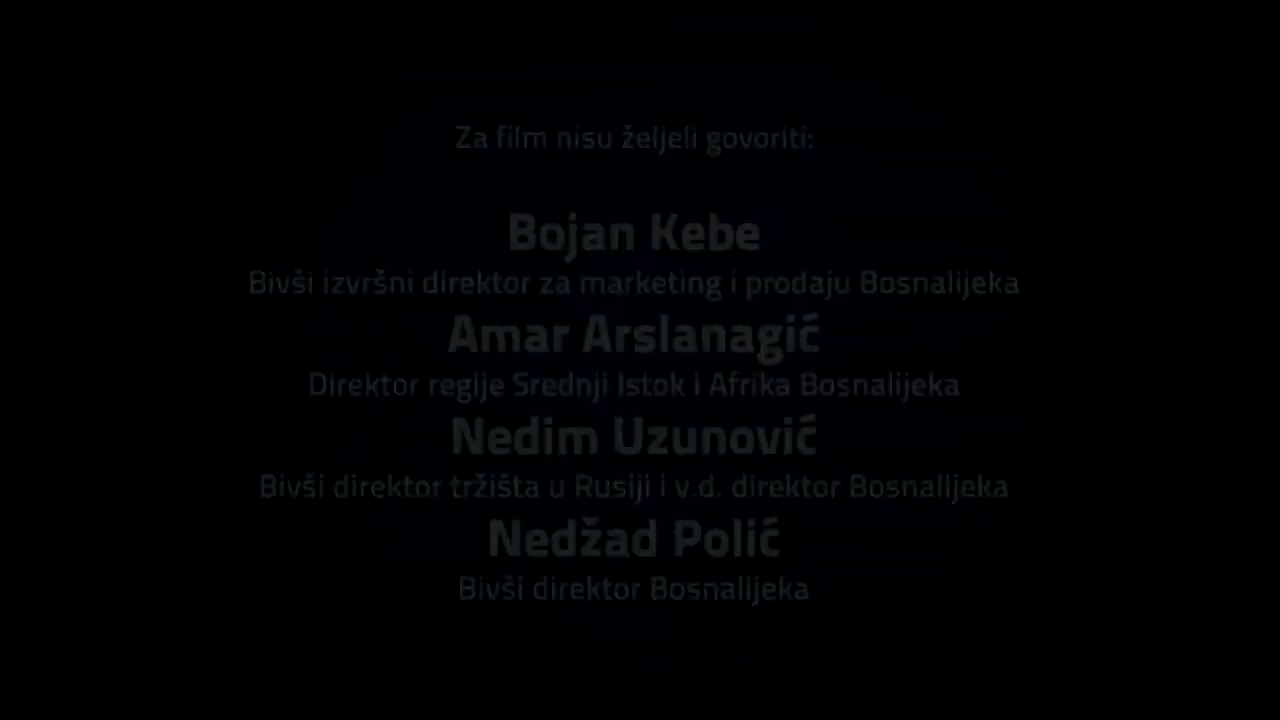 Za film nisu željeli govoriti:
Bojan Kebe
Bivši izvršni direktor za marketing i prodaju Bosnalijeka
Amar Arslanagić
Direktor regije Srednji Istok i Afrika Bosnalijeka
Nedim Uzunović
Bivši direktor tržišta u Rusiji i v.d. direktor Bosnalijeka
Nedžad Polić
Bivši direktor Bosnalijeka